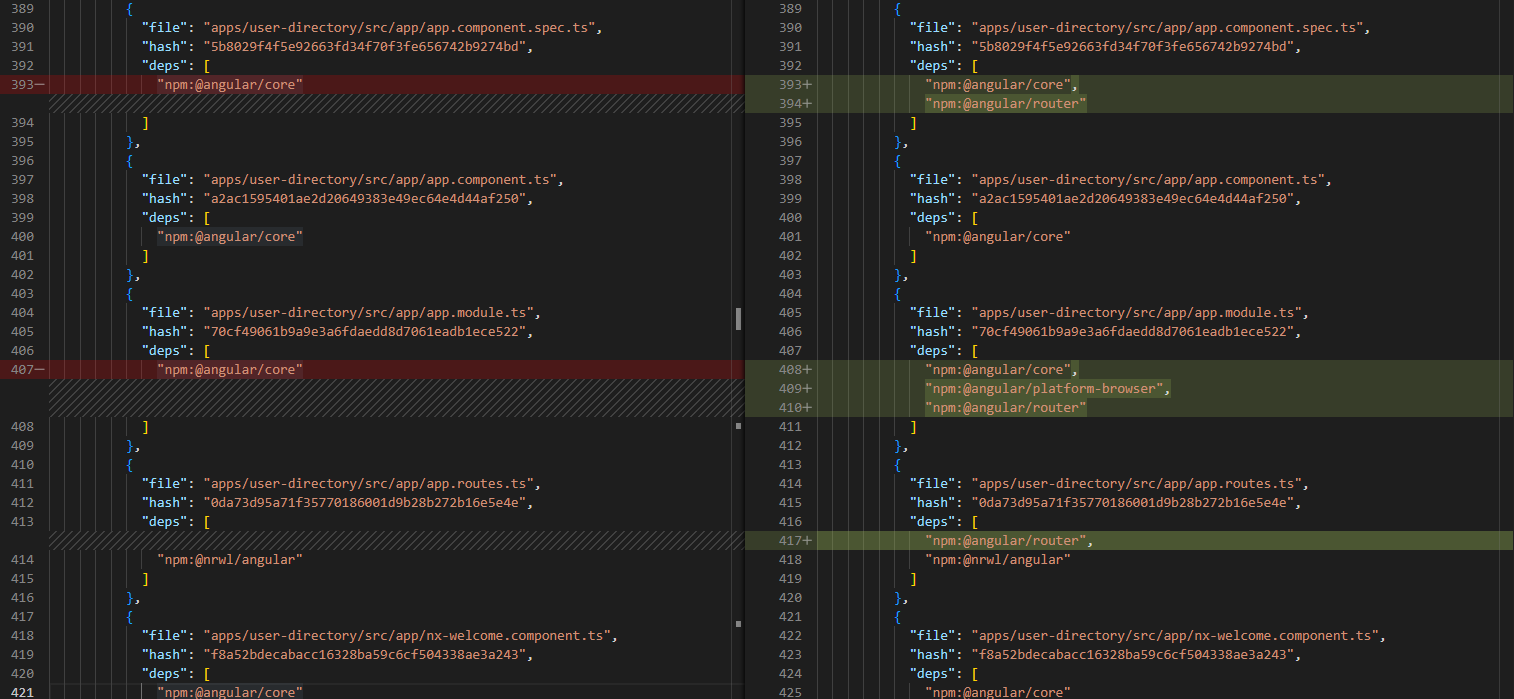 389 {
390 "file": "apps/user-directory/src/app/app.component.spec.ts",
391 "hash": "5b8029f4f5e92663fd34f70f3fe656742b9274bd",
392 "deps": [
393— "npm:@angular/core"
394 ]
395 },
396 {
397 "file": "apps/user-directory/src/app/app.component.ts",
398 "hash": "a2ac1595401ae2d20649383e49ec64e4d44af250",
399 "deps": [
400 "npm:@angular/core"
401 ]
402 },
403 {
404 "file": "apps/user-directory/src/app/app.module.ts",
405 "hash": "70cf49061b9a9e3a6fdaedd8d7061eadb1ece522",
406 "deps": [
407— "npm:@angular/core"
408 ]
409 },
410 {
411 "file": "apps/user-directory/src/app/app.routes.ts",
412 "hash": "0da73d95a71f35770186001d9b28b272b16e5e4e",
413 "deps": [
414 "npm:@nrwl/angular"
415 ]
416 },
417 {
418 "file": "apps/user-directory/src/app/nx-welcome.component.ts",
419 "hash": "f8a52bdecabacc16328ba59c6cf504338ae3a243",
420 "deps": [
421 "npm:@angular/core"
389 {
390 "file": "apps/user-directory/src/app/app.component.spec.ts",
391 "hash": "5b8029f4f5e92663fd34f70f3fe656742b9274bd",
392 "deps": [
393+ "npm:@angular/core",
394+ "npm:@angular/router"
395 ]
396 },
397 {
398 "file": "apps/user-directory/src/app/app.component.ts",
399 "hash": "a2ac1595401ae2d20649383e49ec64e4d44af250",
400 "deps": [
401 "npm:@angular/core"
402 ]
403 },
404 {
405 "file": "apps/user-directory/src/app/app.module.ts",
406 "hash": "70cf49061b9a9e3a6fdaedd8d7061eadb1ece522",
407 "deps": [
408+ "npm:@angular/core",
409+ "npm:@angular/platform-browser",
410+ "npm:@angular/router"
411 ]
412 },
413 {
414 "file": "apps/user-directory/src/app/app.routes.ts",
415 "hash": "0da73d95a71f35770186001d9b28b272b16e5e4e",
416 "deps": [
417+ "npm:@angular/router",
418 "npm:@nrwl/angular"
419 ]
420 },
421 {
422 "file": "apps/user-directory/src/app/nx-welcome.component.ts",
423 "hash": "f8a52bdecabacc16328ba59c6cf504338ae3a243",
424 "deps": [
425 "npm:@angular/core"